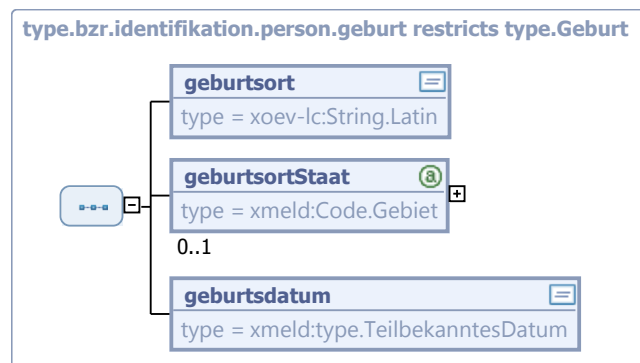 type.bzr.identifikation.person.geburt restricts type.Geburt
geburtsort
type = xoev-lc:String.Latin
geburtsortStaat
type = xmeld:Code.Gebiet
0..1
geburtsdatum
type = xmeld:type.TeilbekanntesDatum